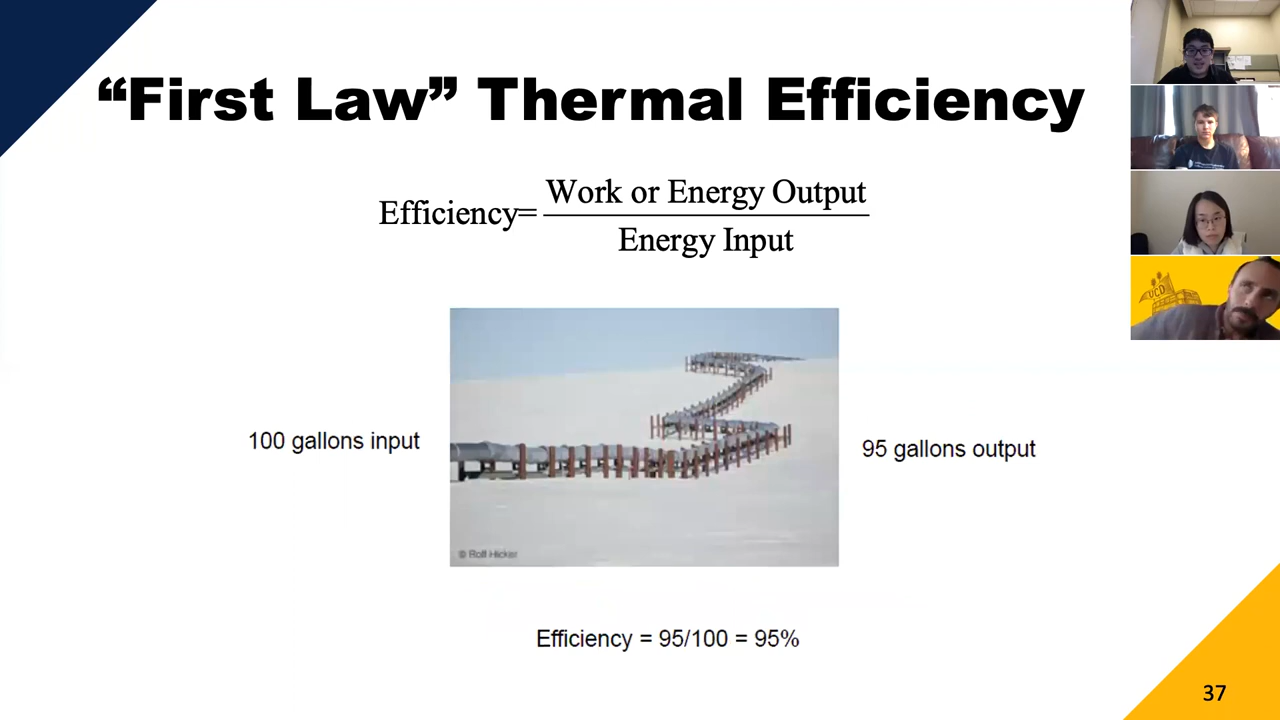 “First Law” Thermal Efficiency
Efficiency= Work or Energy Output
Energy Input
100 gallons input
95 gallons output
© Rolf Hicker
Efficiency = 95/100 = 95%
37
UCD